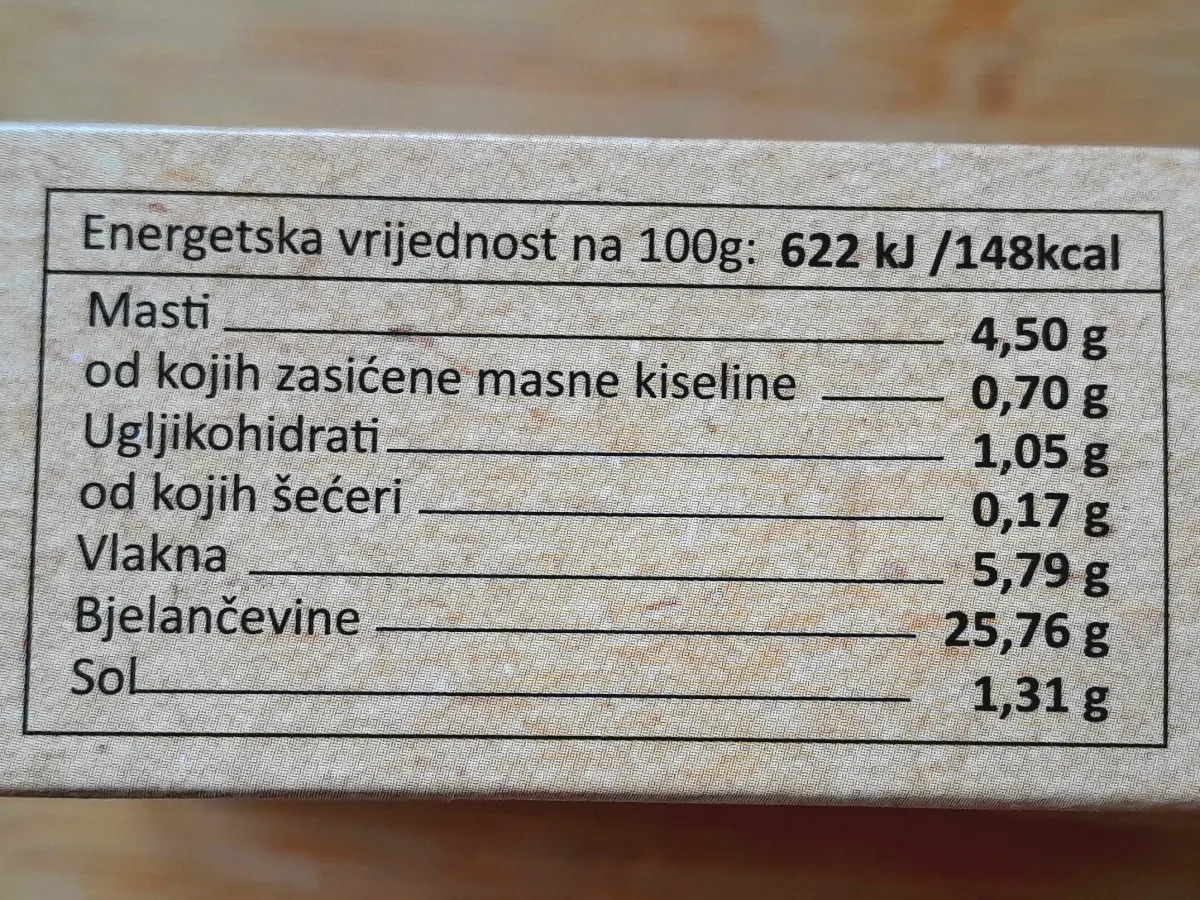 Energetska vrijednost na 100g: 622 kJ /148kcal
Masti 4,50 g
od kojih zasićene masne kiseline 0,70 g
Ugljikohidrati 1,05 g
od kojih šećeri 0,17 g
Vlakna 5,79 g
Bjelančevine 25,76 g
Sol 1,31 g